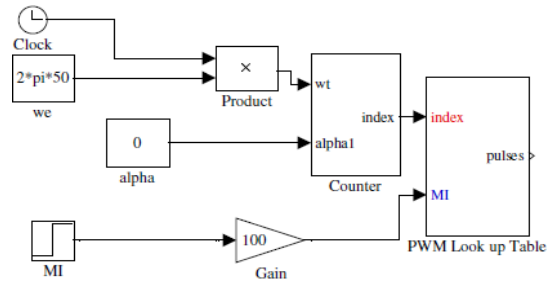 Clock
2*pi*50
we
×
Product
0
alpha
wt
index
alpha1
Counter
index
pulses
MI
PWM Look up Table
MI
100
Gain